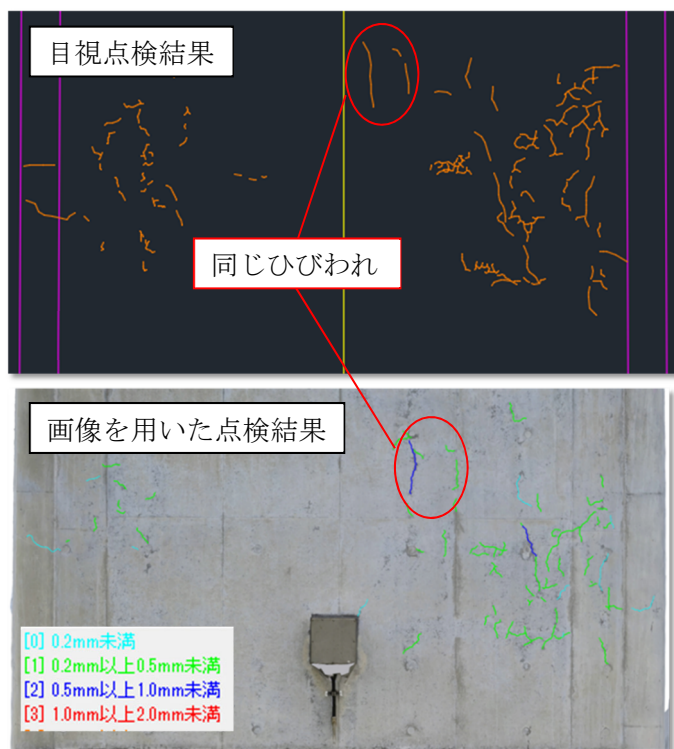 目視点検結果
同じひびわれ
画像を用いた点検結果
[0] 0.2mm未満
[1] 0.2mm以上0.5mm未満
[2] 0.5mm以上1.0mm未満
[3] 1.0mm以上2.0mm未満